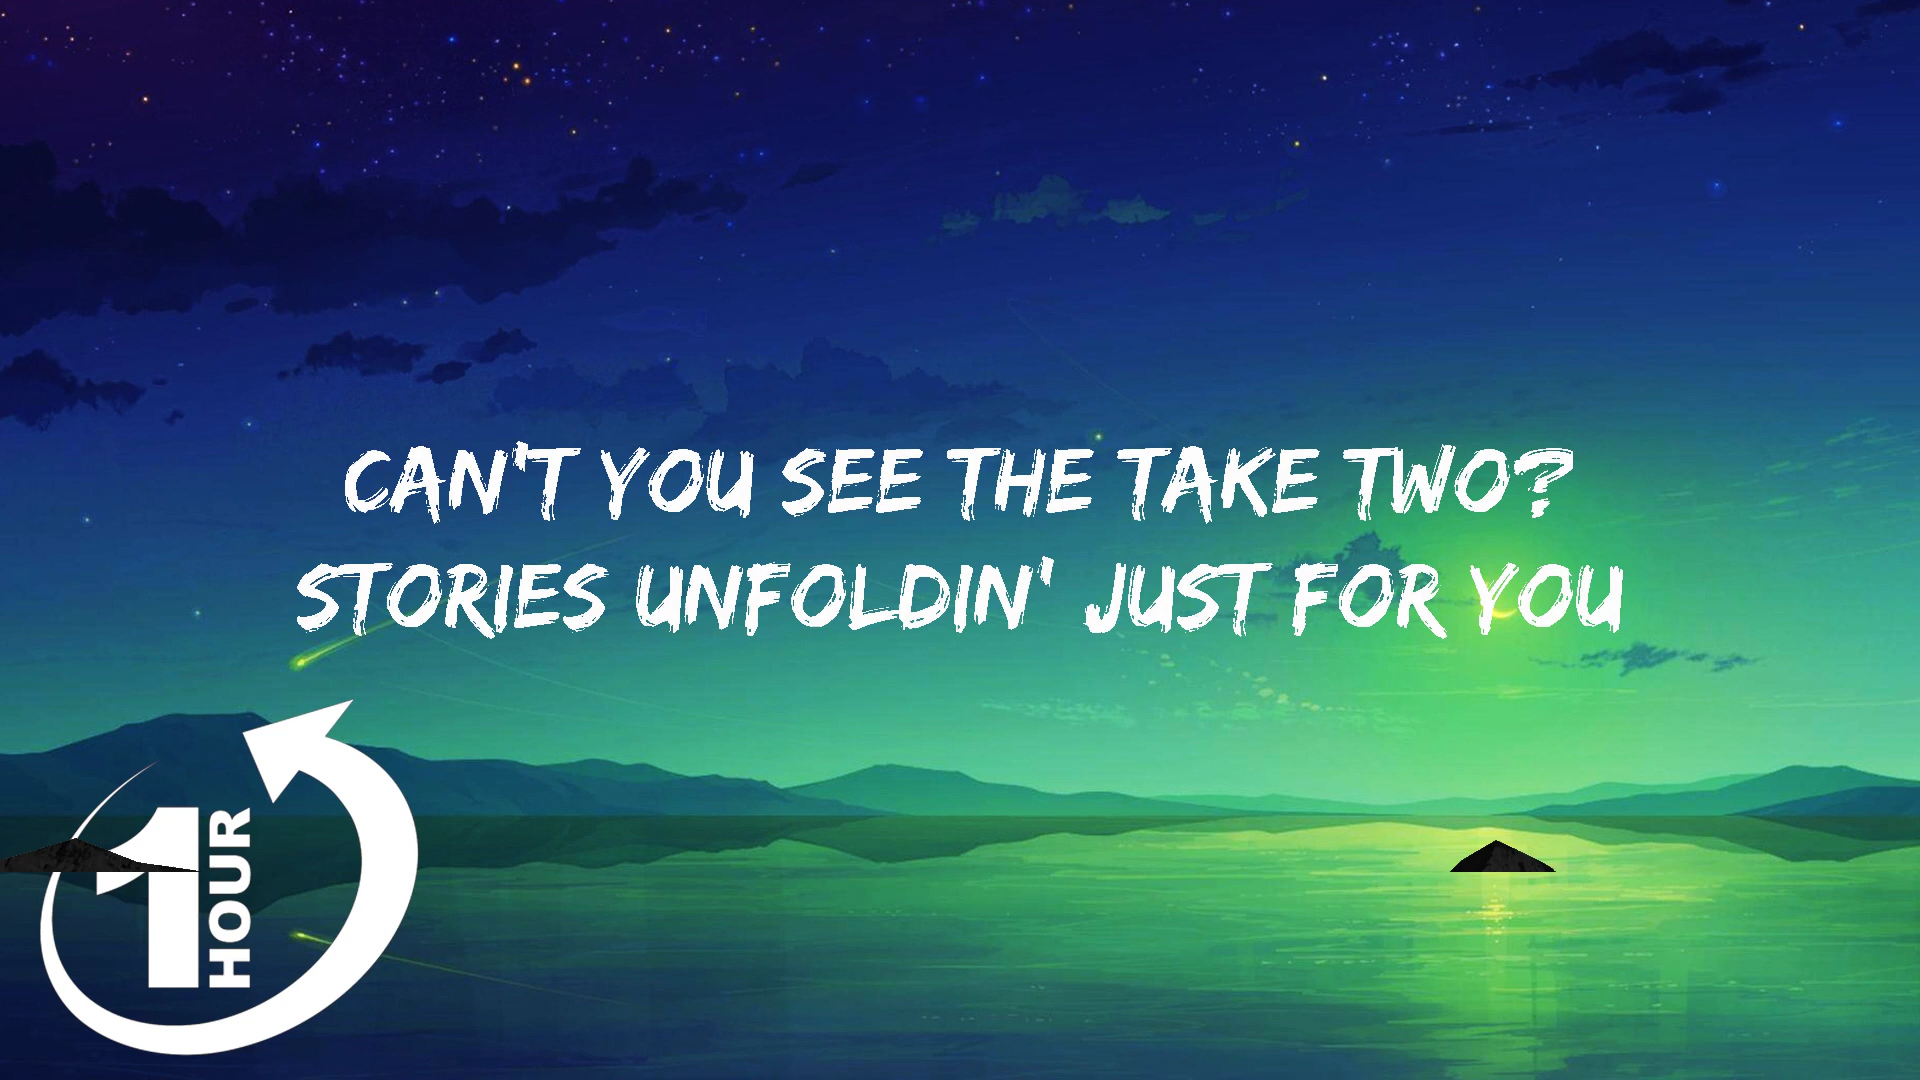 CAN'T YOU SEE THE TAKE TWO?
STORIES UNFOLDIN' JUST FOR YOU
1
HOUR